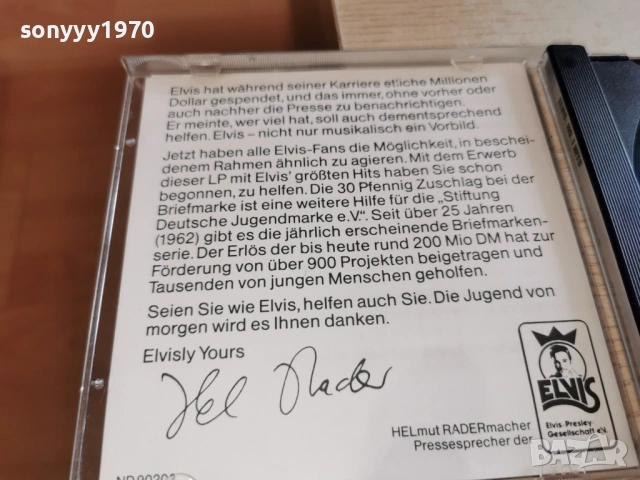 sonyyy1970
Elvis hat während seiner Karriere etliche Millionen
Dollar gespendet, und das immer, ohne vorher oder
auch nachher die Presse zu benachrichtigen.
Er meinte, wer viel hat, soll auch dementsprechend
helfen. Elvis – nicht nur musikalisch ein Vorbild.
Jetzt haben alle Elvis-Fans die Möglichkeit, in beschei-
denem Rahmen ähnlich zu agieren. Mit dem Erwerb
dieser LP mit Elvis' größten Hits haben Sie schon
begonnen, zu helfen. Die 30 Pfennig Zuschlag bei der
Briefmarke ist eine weitere Hilfe für die „Stiftung
Deutsche Jugendmarke e.V.“. Seit über 25 Jahren
(1962) gibt es die jährlich erscheinende Briefmarken-
serie. Der Erlös der bis heute rund 200 Mio DM hat zur
Förderung von über 900 Projekten beigetragen und
Tausenden von jungen Menschen geholfen.
Seien Sie wie Elvis, helfen auch Sie. Die Jugend von
morgen wird es Ihnen danken.
Elvisly Yours
Hel Rader
HELmut RADERmacher
Pressesprecher der
ELVIS
Elvis-Presley
Gesellschaft e.V.
BAZAR